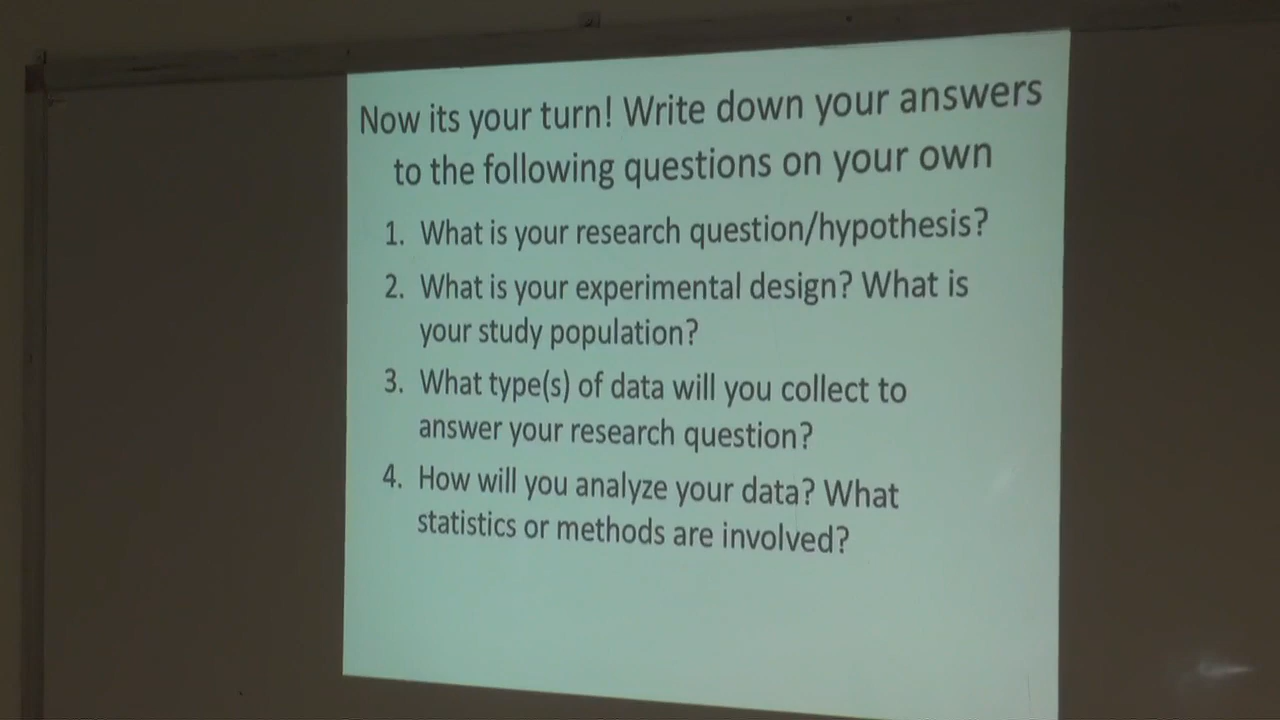 Now its your turn! Write down your answers
to the following questions on your own
1. What is your research question/hypothesis?
2. What is your experimental design? What is
your study population?
3. What type(s) of data will you collect to
answer your research question?
4. How will you analyze your data? What
statistics or methods are involved?